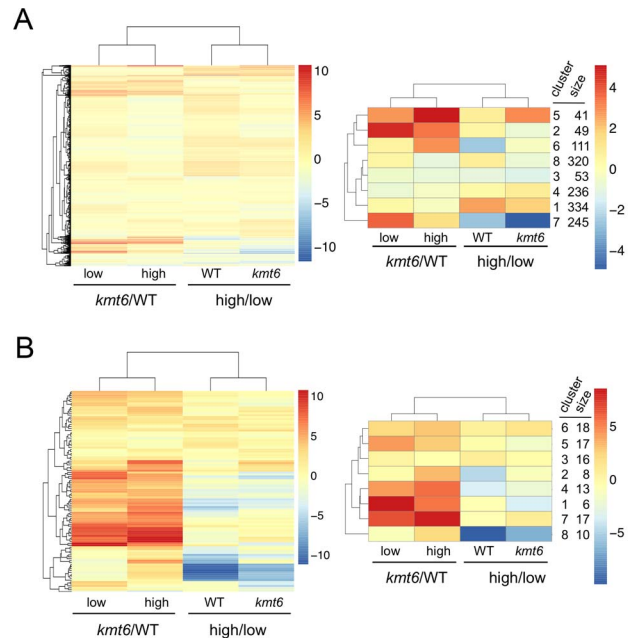 A
10
5
0
−5
−10
low high WT kmt6
kmt6/WT high/low
cluster size
5 41
2 49
6 111
8 320
3 53
4 236
1 334
7 245
4
2
0
−2
−4
low high WT kmt6
kmt6/WT high/low
B
10
5
0
−5
−10
low high WT kmt6
kmt6/WT high/low
cluster size
6 18
5 17
3 16
2 8
4 13
1 6
7 17
8 10
5
0
−5
low high WT kmt6
kmt6/WT high/low